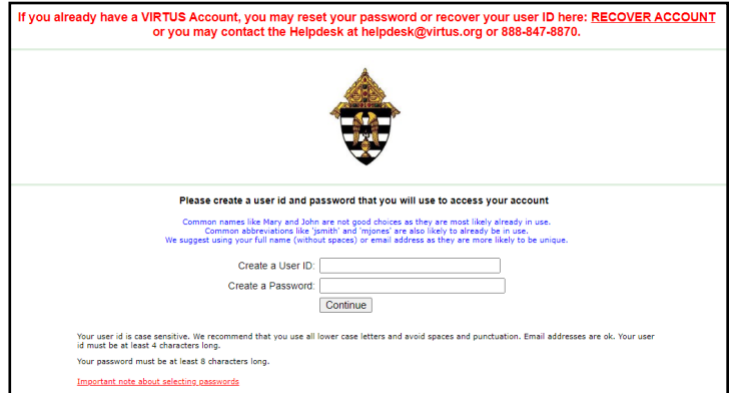 If you already have a VIRTUS Account, you may reset your password or recover your user ID here: RECOVER ACCOUNT
or you may contact the Helpdesk at helpdesk@virtus.org or 888-847-8870.
Please create a user id and password that you will use to access your account
Common names like Mary and John are not good choices as they are most likely already in use.
Common abbreviations like 'jsmith' and 'mjones' are also likely to already be in use.
We suggest using your full name (without spaces) or email address as they are more likely to be unique.
Create a User ID:
Create a Password:
Continue
Your user id is case sensitive. We recommend that you use all lower case letters and avoid spaces and punctuation. Email addresses are ok. Your user
id must be at least 4 characters long.
Your password must be at least 8 characters long.
Important note about selecting passwords